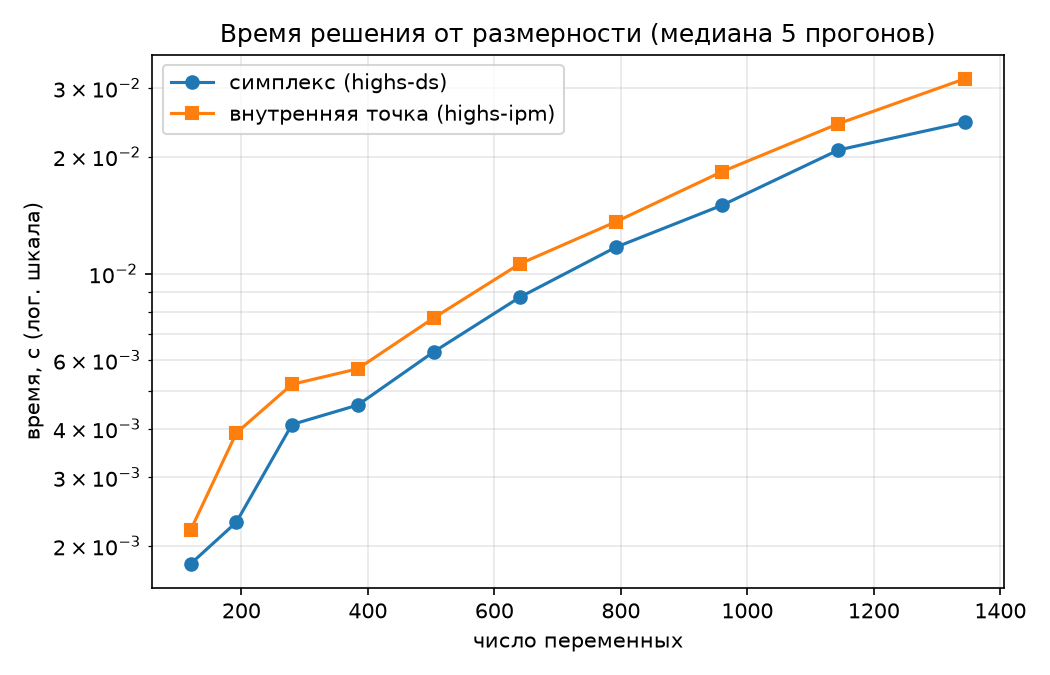 Время решения от размерности (медиана 5 прогонов)
симплекс (highs-ds)
внутренняя точка (highs-ipm)
время, с (лог. шкала)
3 × 10⁻²
2 × 10⁻²
10⁻²
6 × 10⁻³
4 × 10⁻³
3 × 10⁻³
2 × 10⁻³
200 400 600 800 1000 1200 1400
число переменных